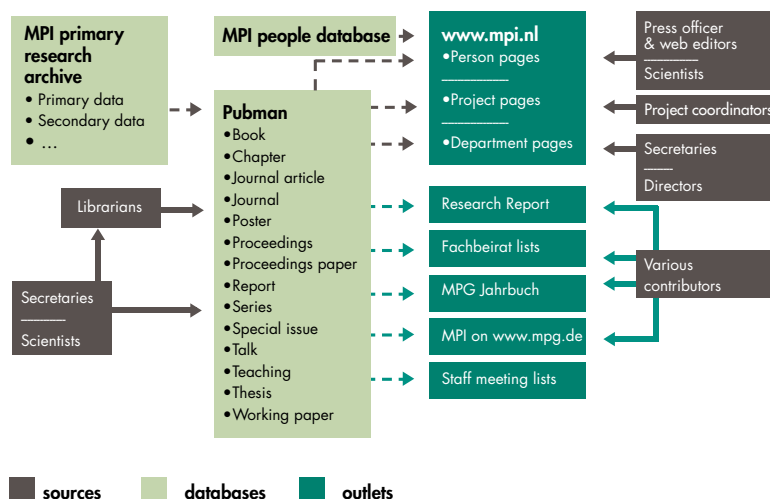 MPI primary
research
archive
• Primary data
• Secondary data
• ...
MPI people database
www.mpi.nl
•Person pages
•Project pages
•Department pages
Press officer
& web editors
Scientists
Project coordinators
Secretaries
Directors
Pubman
•Book
•Chapter
•Journal article
•Journal
•Poster
•Proceedings
•Proceedings paper
•Report
•Series
•Special issue
•Talk
•Teaching
•Thesis
•Working paper
Librarians
Secretaries
Scientists
Research Report
Fachbeirat lists
MPG Jahrbuch
MPI on www.mpg.de
Staff meeting lists
Various
contributors
sources
databases
outlets